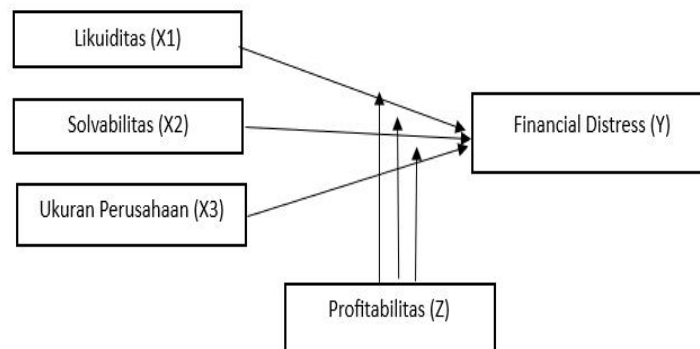 Likuiditas (X1)
Solvabilitas (X2)
Financial Distress (Y)
Ukuran Perusahaan (X3)
Profitabilitas (Z)